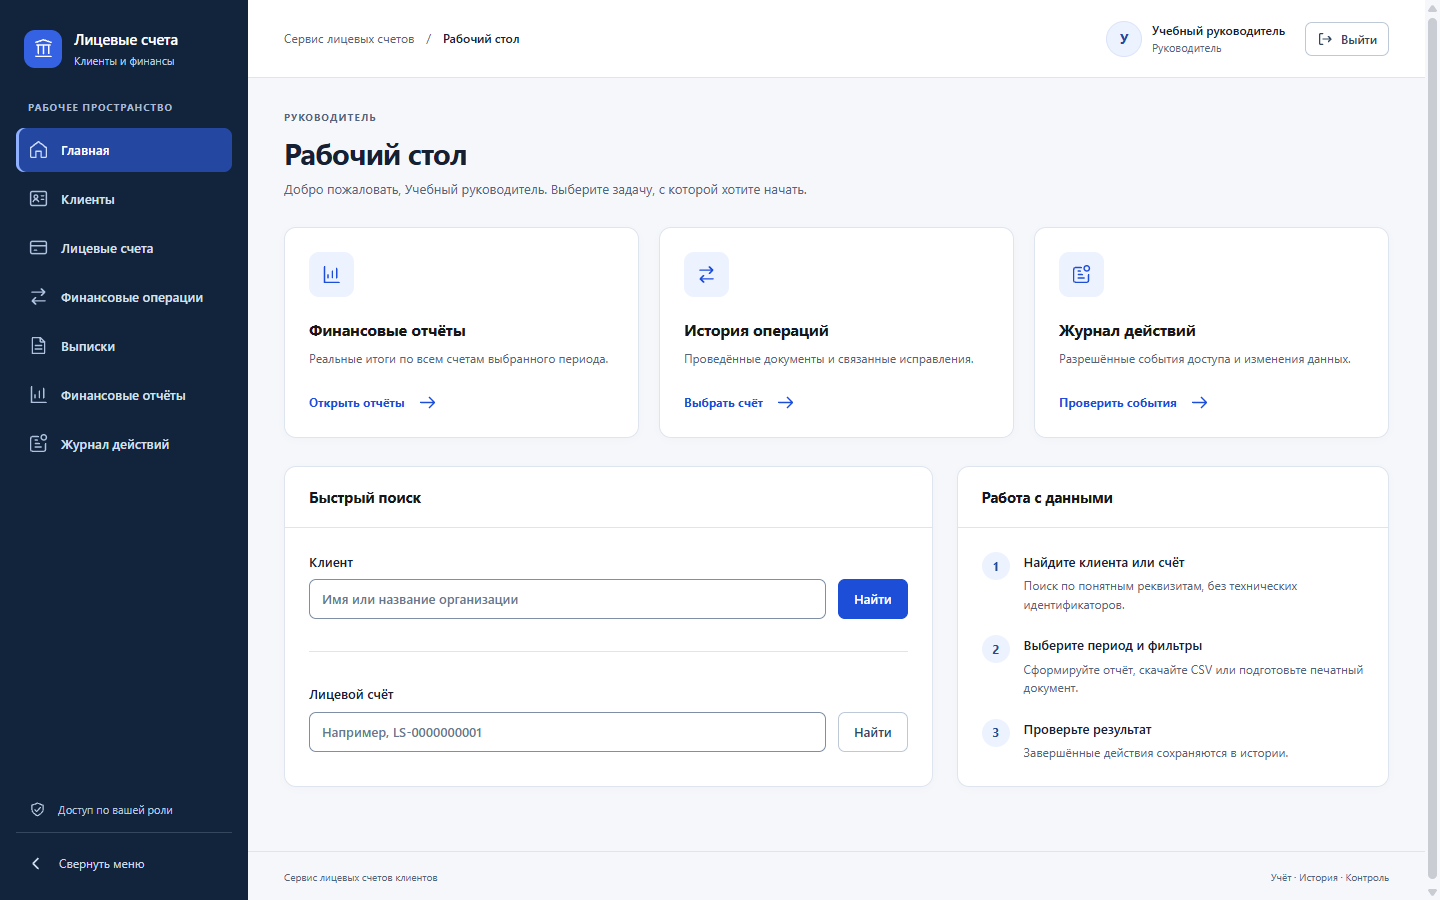 Лицевые счета
Клиенты и финансы
РАБОЧЕЕ ПРОСТРАНСТВО
Главная
Клиенты
Лицевые счета
Финансовые операции
Выписки
Финансовые отчёты
Журнал действий
Доступ по вашей роли
Свернуть меню
Сервис лицевых счетов / Рабочий стол
У
Учебный руководитель
Руководитель
Выйти
РУКОВОДИТЕЛЬ
Рабочий стол
Добро пожаловать, Учебный руководитель. Выберите задачу, с которой хотите начать.
Финансовые отчёты
Реальные итоги по всем счетам выбранного периода.
Открыть отчёты
История операций
Проведённые документы и связанные исправления.
Выбрать счёт
Журнал действий
Разрешённые события доступа и изменения данных.
Проверить события
Быстрый поиск
Клиент
Имя или название организации
Найти
Лицевой счёт
Например, LS-0000000001
Найти
Работа с данными
1
Найдите клиента или счёт
Поиск по понятным реквизитам, без технических
идентификаторов.
2
Выберите период и фильтры
Сформируйте отчёт, скачайте CSV или подготовьте печатный
документ.
3
Проверьте результат
Завершённые действия сохраняются в истории.
Сервис лицевых счетов клиентов
Учёт · История · Контроль